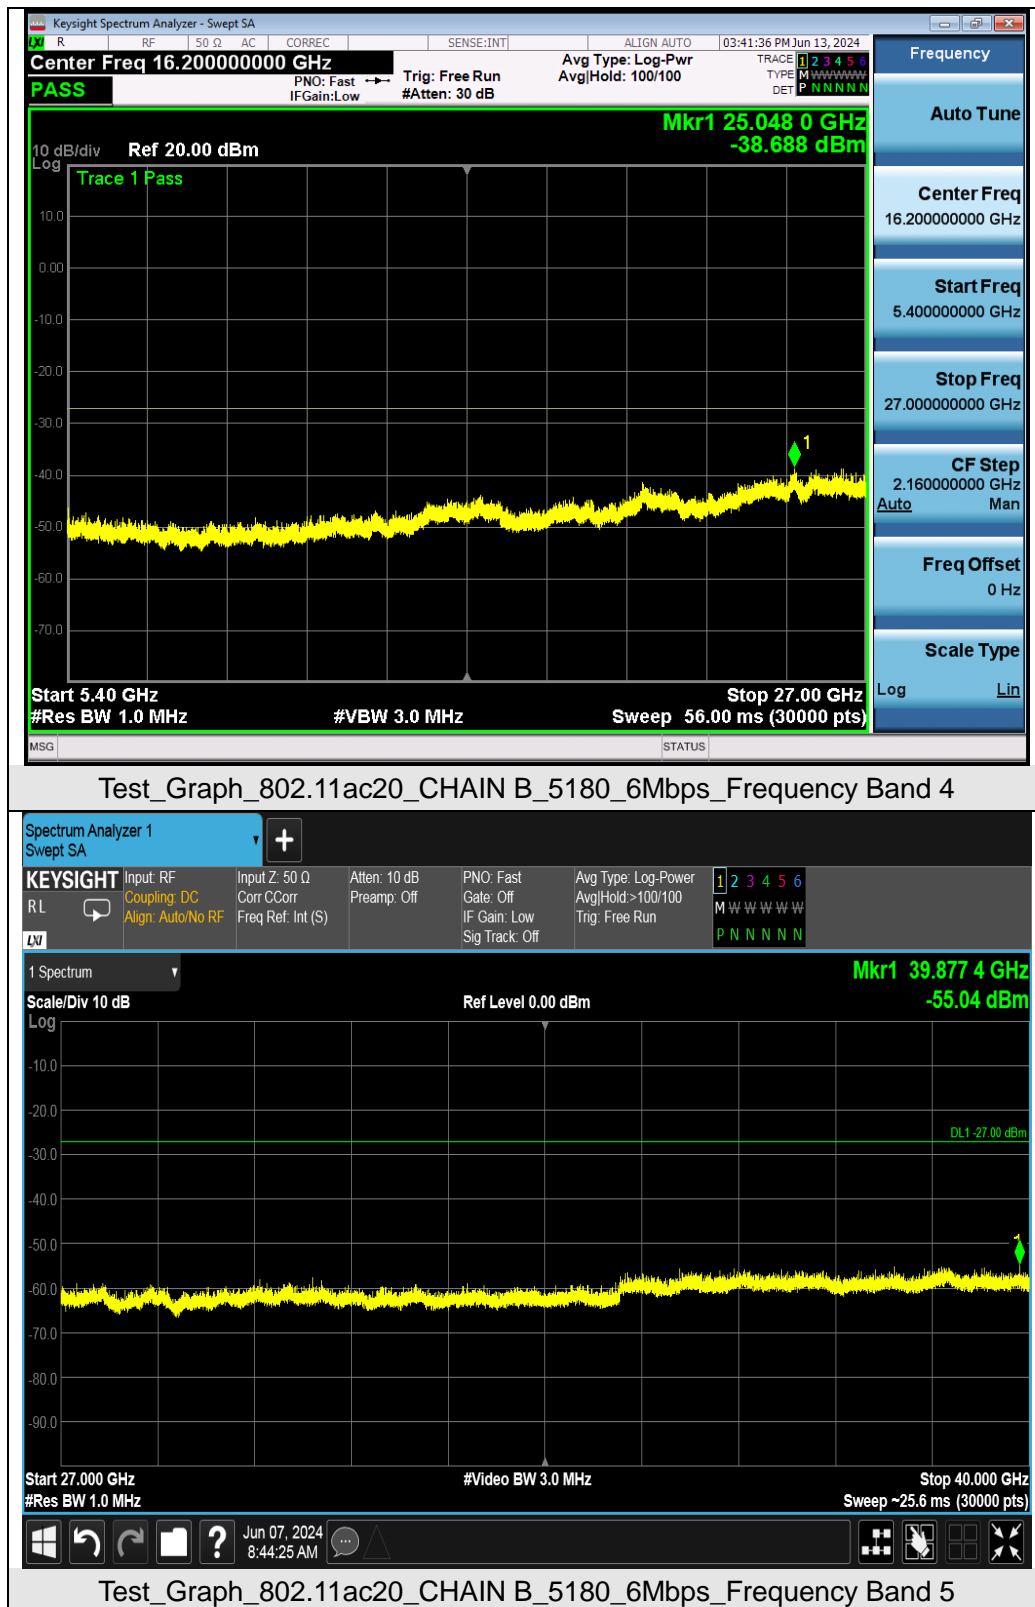 Keysight Spectrum Analyzer - Swept SA
LXI R RF 50 Ω AC CORREC SENSE:INT ALIGN AUTO 03:41:36 PM Jun 13, 2024
Center Freq 16.200000000 GHz
PASS
PNO: Fast
IFGain:Low
Trig: Free Run
#Atten: 30 dB
Avg Type: Log-Pwr
Avg|Hold: 100/100
TRACE 1 2 3 4 5 6
TYPE M W W W W W
DET P N N N N N
Mkr1 25.048 0 GHz
-38.688 dBm
10 dB/div Ref 20.00 dBm
Log
Trace 1 Pass
10.0
0.00
-10.0
-20.0
-30.0
-40.0
-50.0
-60.0
-70.0
1
Start 5.40 GHz Stop 27.00 GHz
#Res BW 1.0 MHz #VBW 3.0 MHz Sweep 56.00 ms (30000 pts)
MSG STATUS
Frequency
Auto Tune
Center Freq
16.200000000 GHz
Start Freq
5.400000000 GHz
Stop Freq
27.000000000 GHz
CF Step
2.160000000 GHz
Auto Man
Freq Offset
0 Hz
Scale Type
Log Lin
Test_Graph_802.11ac20_CHAIN B_5180_6Mbps_Frequency Band 4
Spectrum Analyzer 1
Swept SA
+
KEYSIGHT
RL
LXI
Input: RF
Coupling: DC
Align: Auto/No RF
Input Z: 50 Ω
Corr CCorr
Freq Ref: Int (S)
Atten: 10 dB
Preamp: Off
PNO: Fast
Gate: Off
IF Gain: Low
Sig Track: Off
Avg Type: Log-Power
Avg|Hold:>100/100
Trig: Free Run
1 2 3 4 5 6
M W W W W W
P N N N N N
1 Spectrum
Mkr1 39.877 4 GHz
-55.04 dBm
Scale/Div 10 dB Ref Level 0.00 dBm
Log
-10.0
-20.0
DL1 -27.00 dBm
-30.0
-40.0
-50.0
1
-60.0
-70.0
-80.0
-90.0
Start 27.000 GHz #Video BW 3.0 MHz Stop 40.000 GHz
#Res BW 1.0 MHz Sweep ~25.6 ms (30000 pts)
? Jun 07, 2024
8:44:25 AM
Test_Graph_802.11ac20_CHAIN B_5180_6Mbps_Frequency Band 5